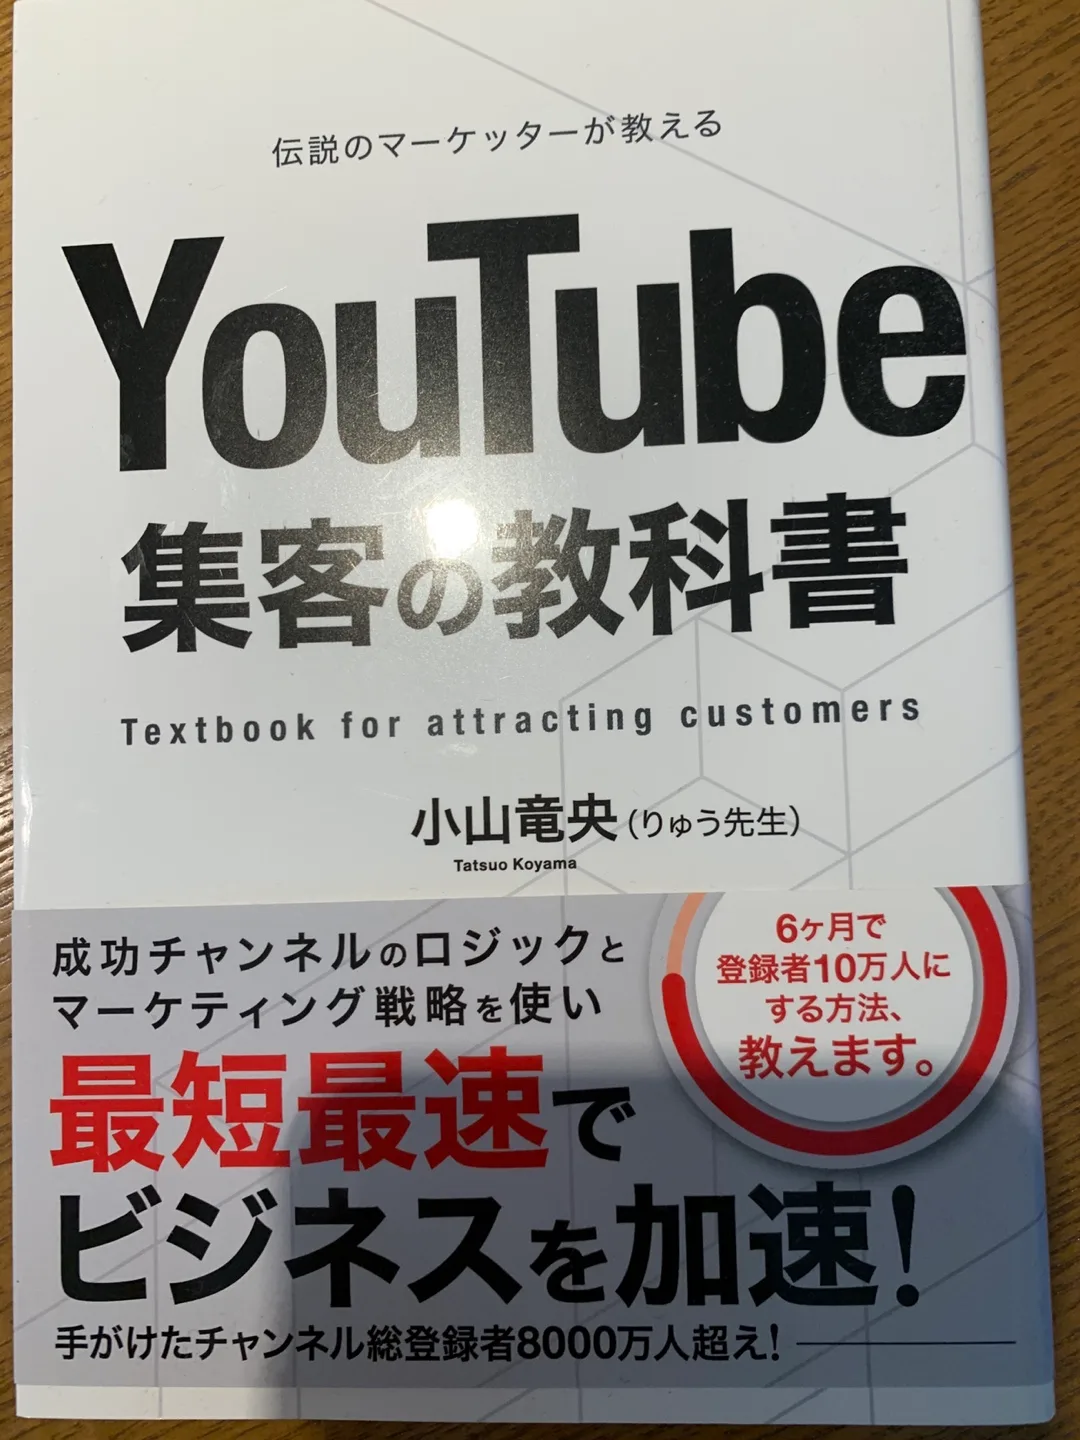 伝説のマーケッターが教える
YouTube
集客の教科書
Textbook for attracting customers
小山竜央（りゅう先生）
Tatsuo Koyama
成功チャンネルのロジックと
マーケティング戦略を使い
最短最速で
ビジネスを加速！
手がけたチャンネル総登録者8000万人超え！
6ヶ月で
登録者10万人に
する方法、
教えます。